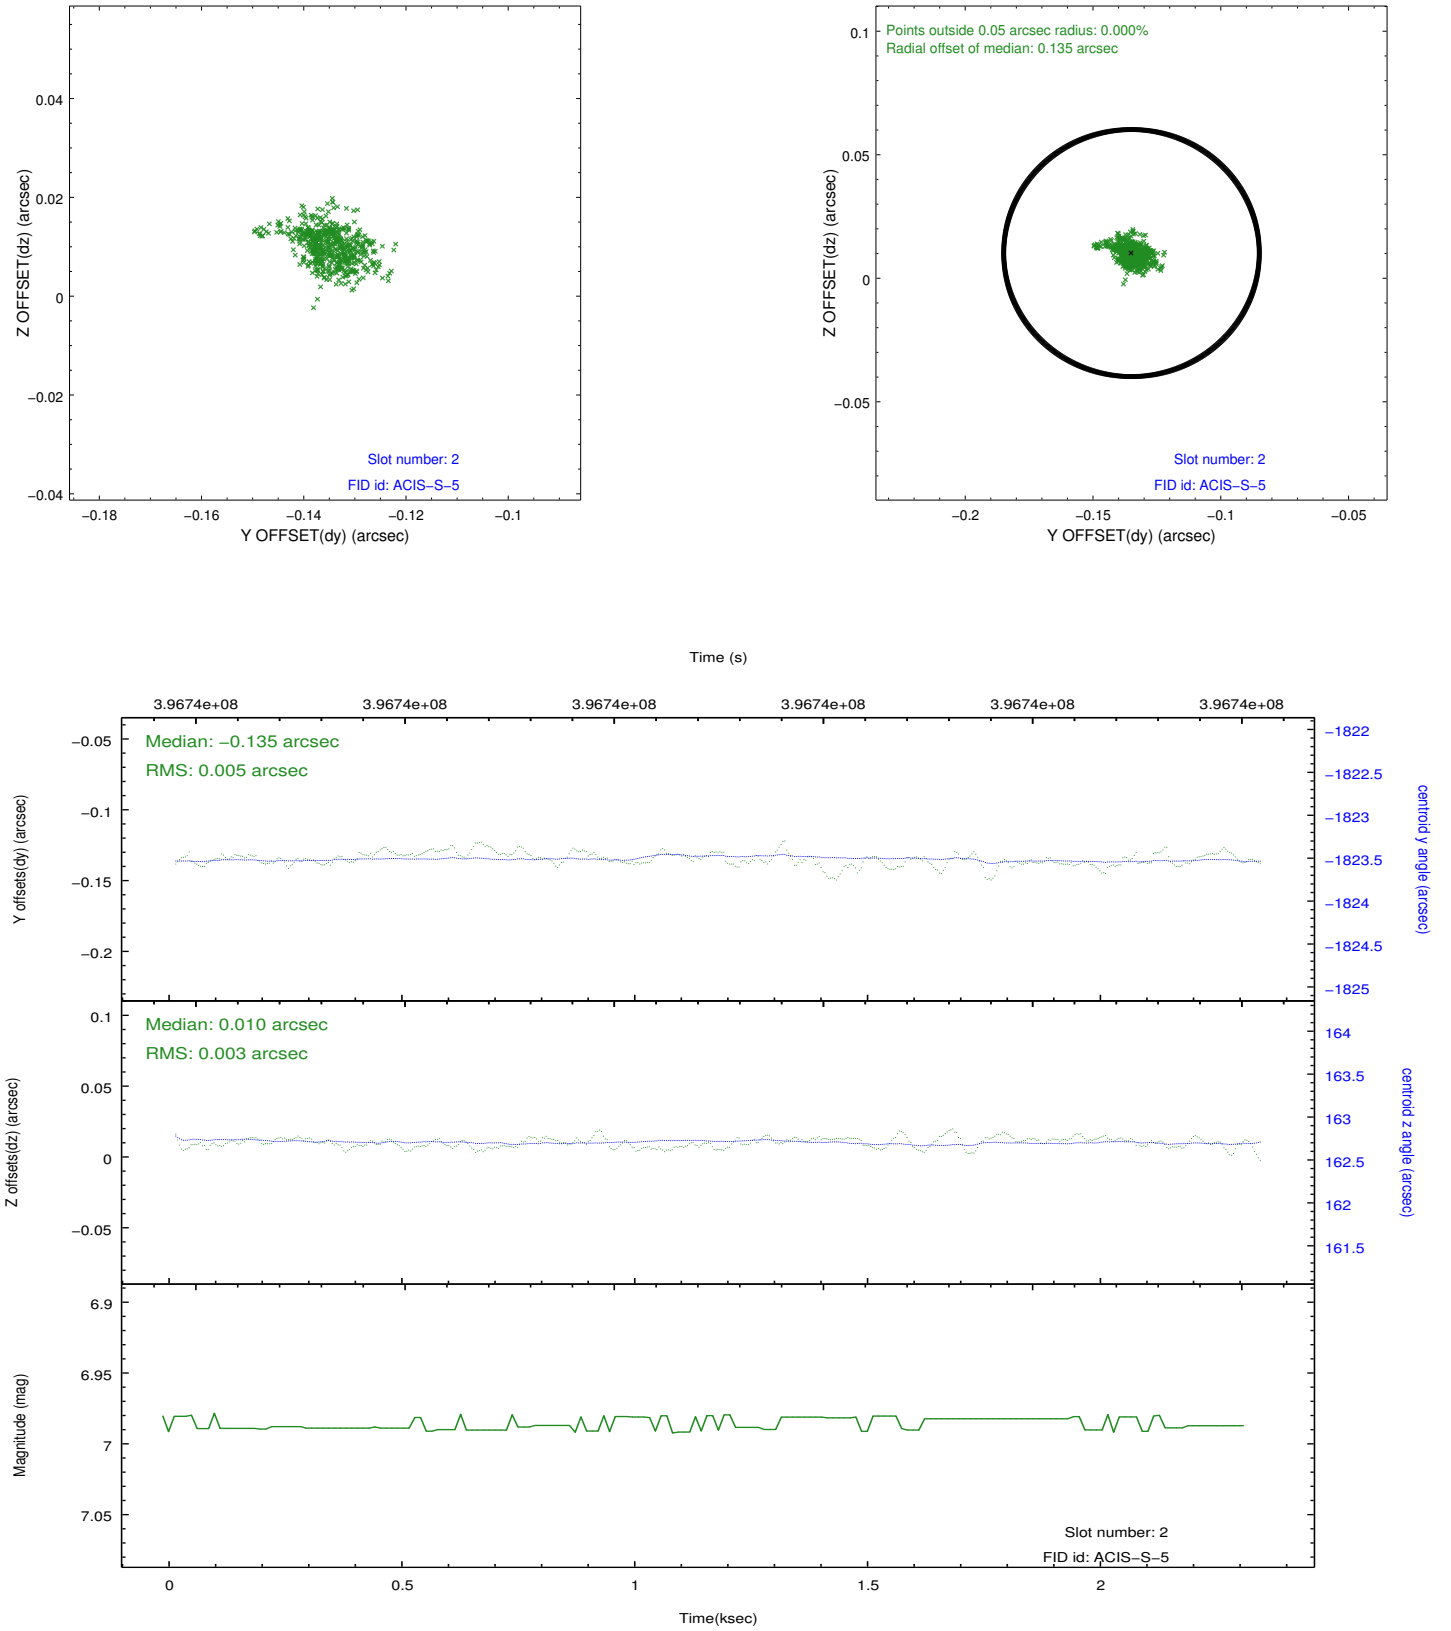 0.04
0.02
0
−0.02
−0.04
Z OFFSET(dz) (arcsec)
Slot number: 2
FID id: ACIS−S−5
−0.18
−0.16
−0.14
−0.12
−0.1
Y OFFSET(dy) (arcsec)
Points outside 0.05 arcsec radius: 0.000%
Radial offset of median: 0.135 arcsec
0.1
0.05
0
−0.05
Z OFFSET(dz) (arcsec)
Slot number: 2
FID id: ACIS−S−5
−0.2
−0.15
−0.1
−0.05
Y OFFSET(dy) (arcsec)
Time (s)
3.9674e+08
3.9674e+08
3.9674e+08
3.9674e+08
3.9674e+08
3.9674e+08
Median: −0.135 arcsec
RMS: 0.005 arcsec
−0.05
−0.1
−0.15
−0.2
Y offsets(dy) (arcsec)
−1822
−1822.5
−1823
−1823.5
−1824
−1824.5
−1825
centroid y angle (arcsec)
Median: 0.010 arcsec
RMS: 0.003 arcsec
0.1
0.05
0
−0.05
Z offsets(dz) (arcsec)
164
163.5
163
162.5
162
161.5
centroid z angle (arcsec)
6.9
6.95
7
7.05
Magnitude (mag)
Slot number: 2
FID id: ACIS−S−5
0
0.5
1
1.5
2
Time(ksec)